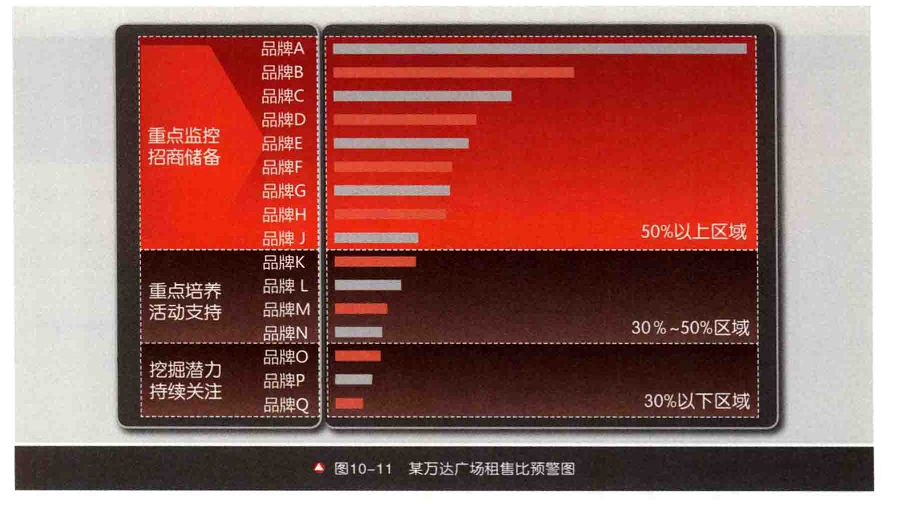 品牌A
品牌B
品牌C
品牌D
品牌E
品牌F
品牌G
品牌H
品牌 J
重点监控
招商储备
50%以上区域
品牌K
品牌 L
品牌M
品牌N
重点培养
活动支持
30%~50%区域
品牌O
品牌P
品牌Q
挖掘潜力
持续关注
30%以下区域
图10-11 某万达广场租售比预警图